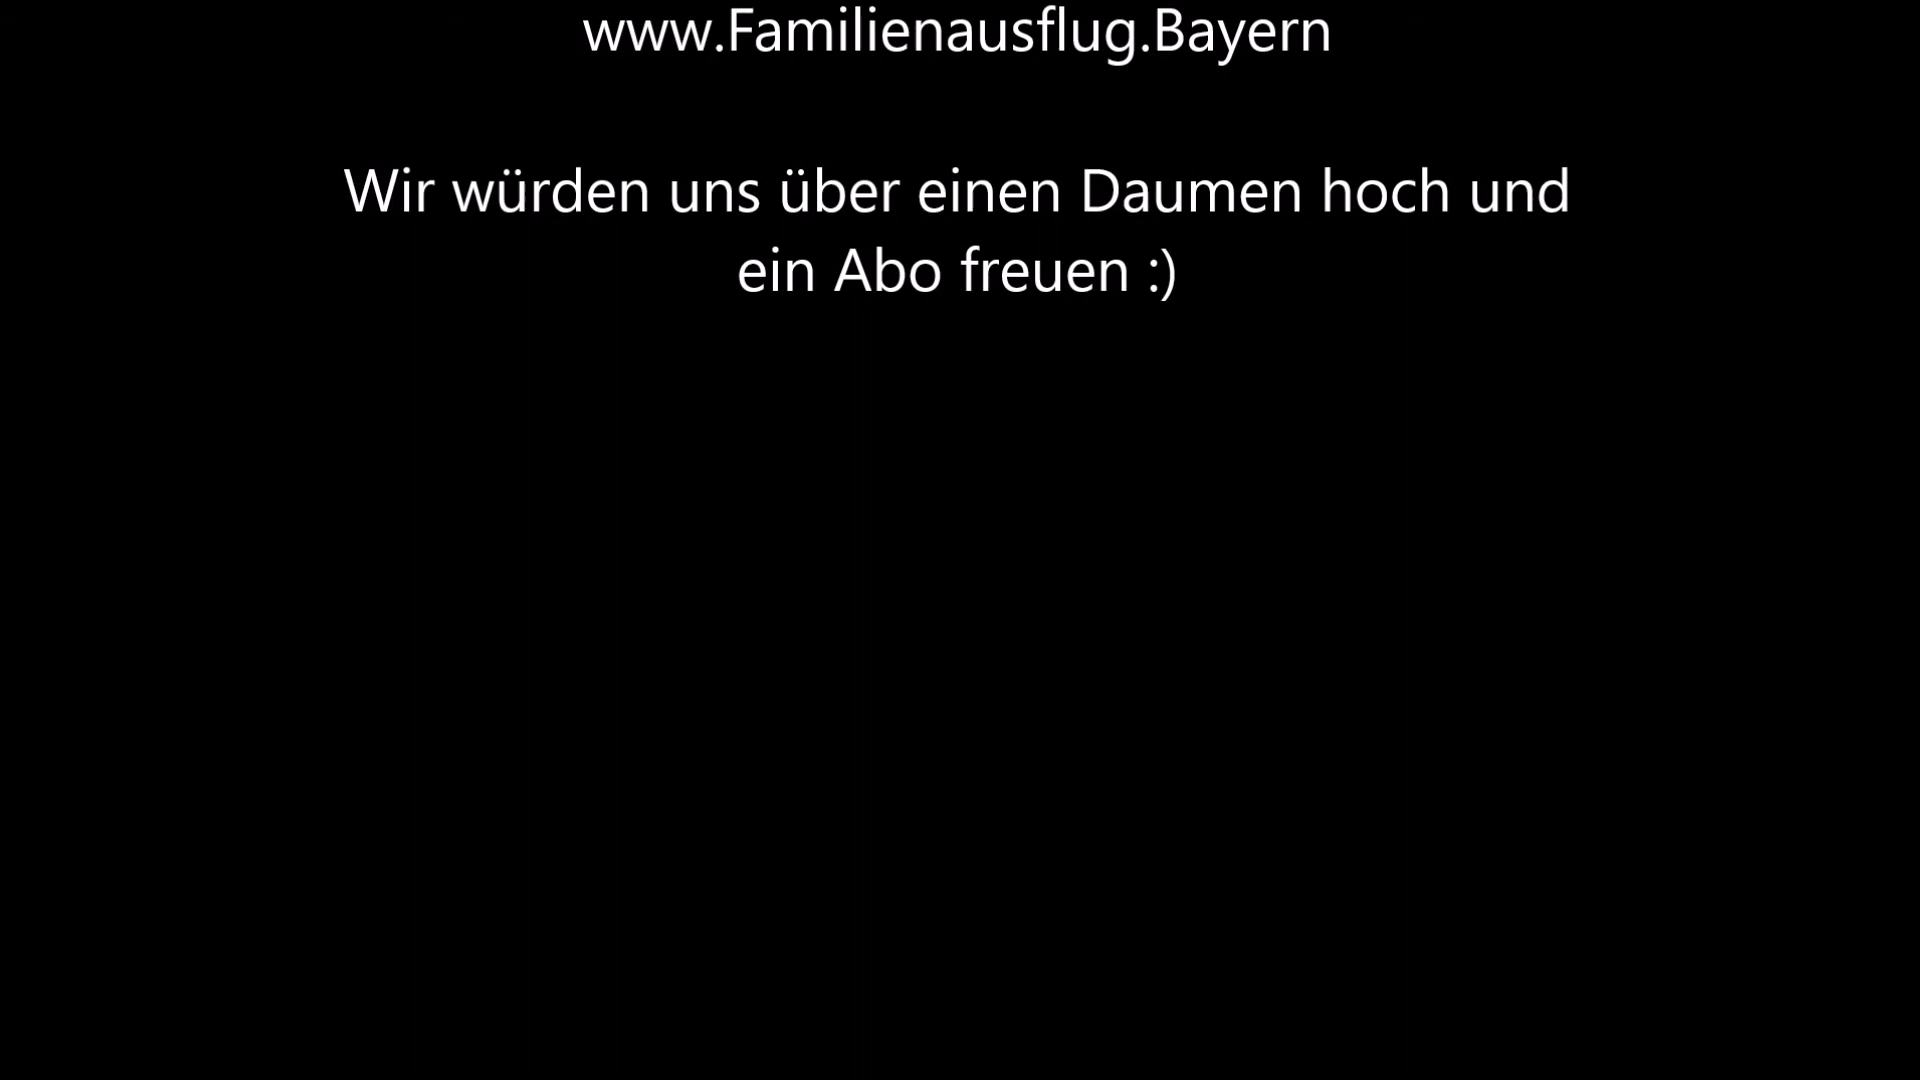 www.Familienausflug.Bayern
Wir würden uns über einen Daumen hoch und
ein Abo freuen :)